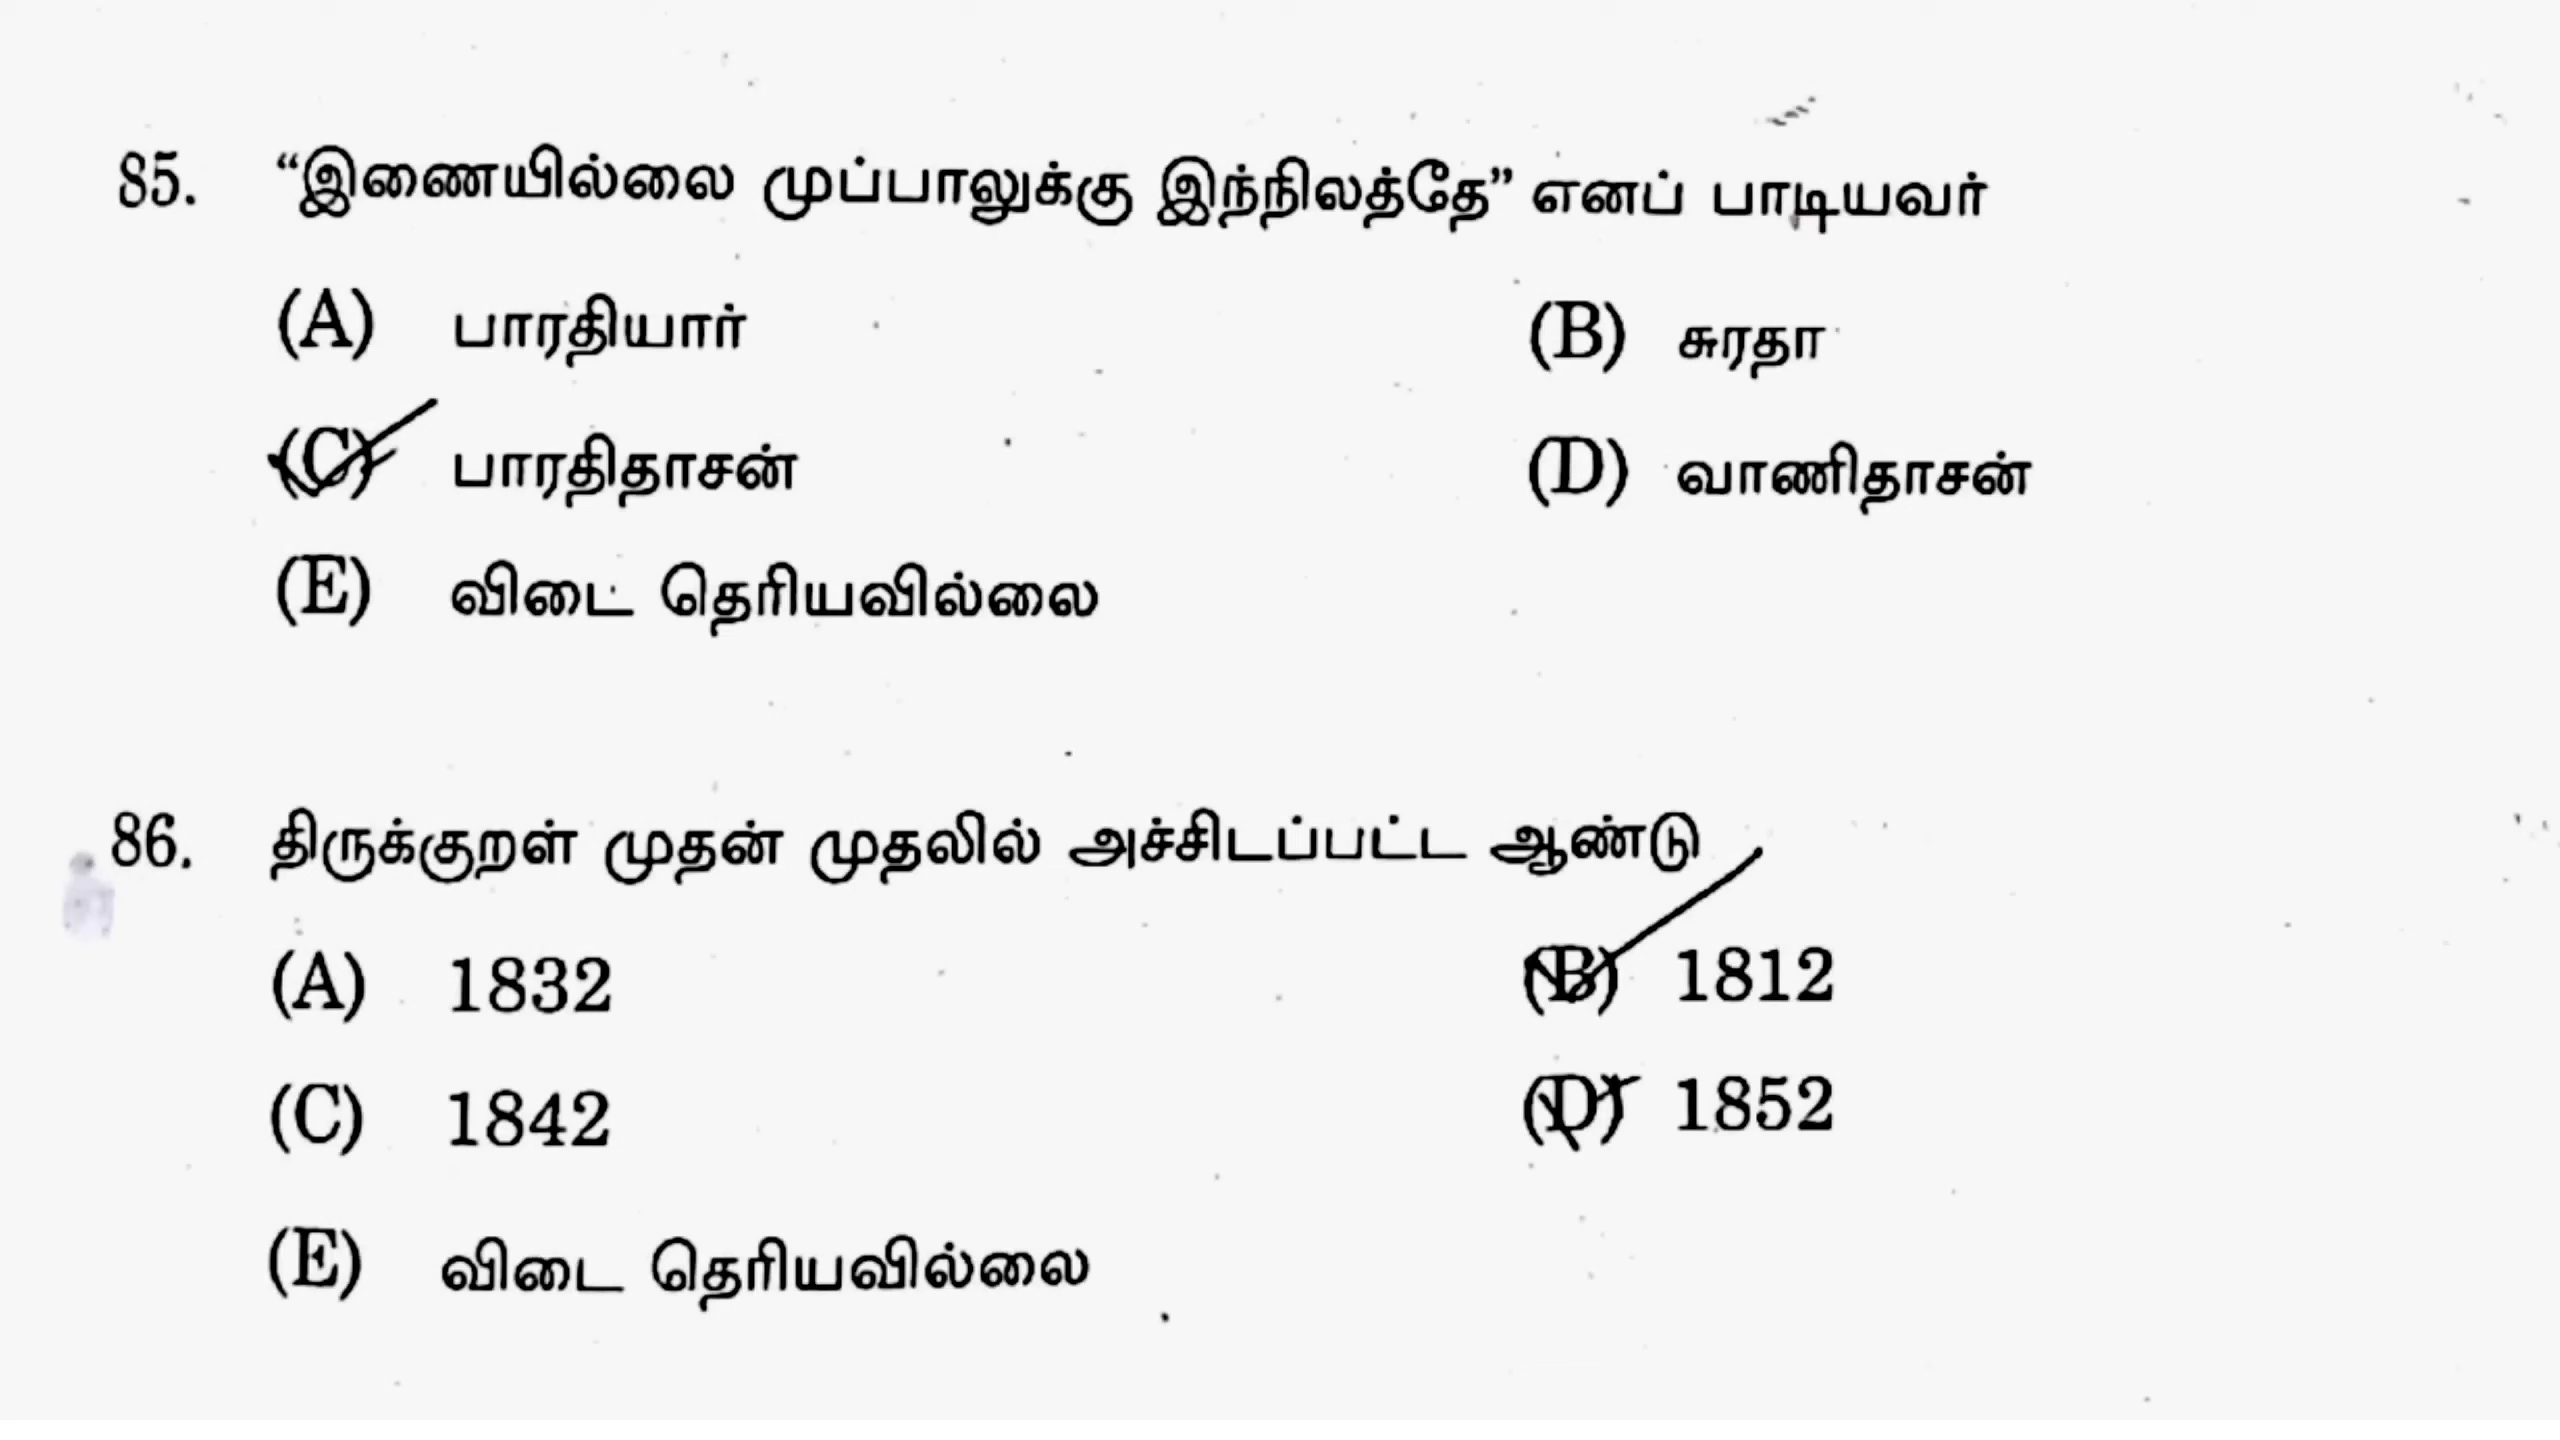 85. “இணையில்லை முப்பாலுக்கு இந்நிலத்தே” எனப் பாடியவர்
(A) பாரதியார் (B) சுரதா
(C) பாரதிதாசன் (D) வாணிதாசன்
(E) விடை தெரியவில்லை
86. திருக்குறள் முதன் முதலில் அச்சிடப்பட்ட ஆண்டு
(A) 1832 (B) 1812
(C) 1842 (D) 1852
(E) விடை தெரியவில்லை